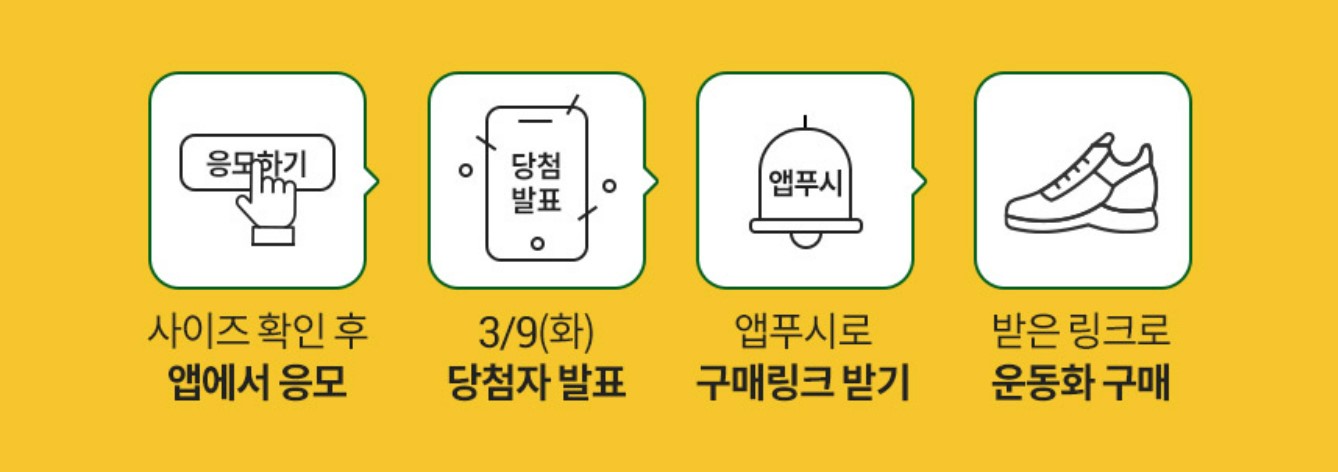 응모하기
사이즈 확인 후
앱에서 응모
당첨
발표
3/9(화)
당첨자 발표
앱푸시
앱푸시로
구매링크 받기
받은 링크로
운동화 구매